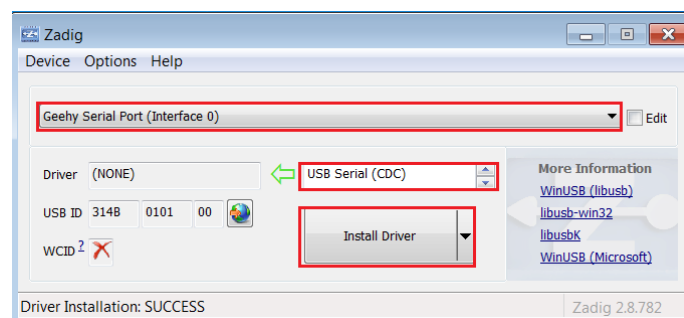 Zadig
Device Options Help
Geehy Serial Port (Interface 0)
Edit
Driver (NONE) USB Serial (CDC)
USB ID 314B 0101 00
WCID ?
Install Driver
More Information
WinUSB (libusb)
libusb-win32
libusbK
WinUSB (Microsoft)
Driver Installation: SUCCESS
Zadig 2.8.782